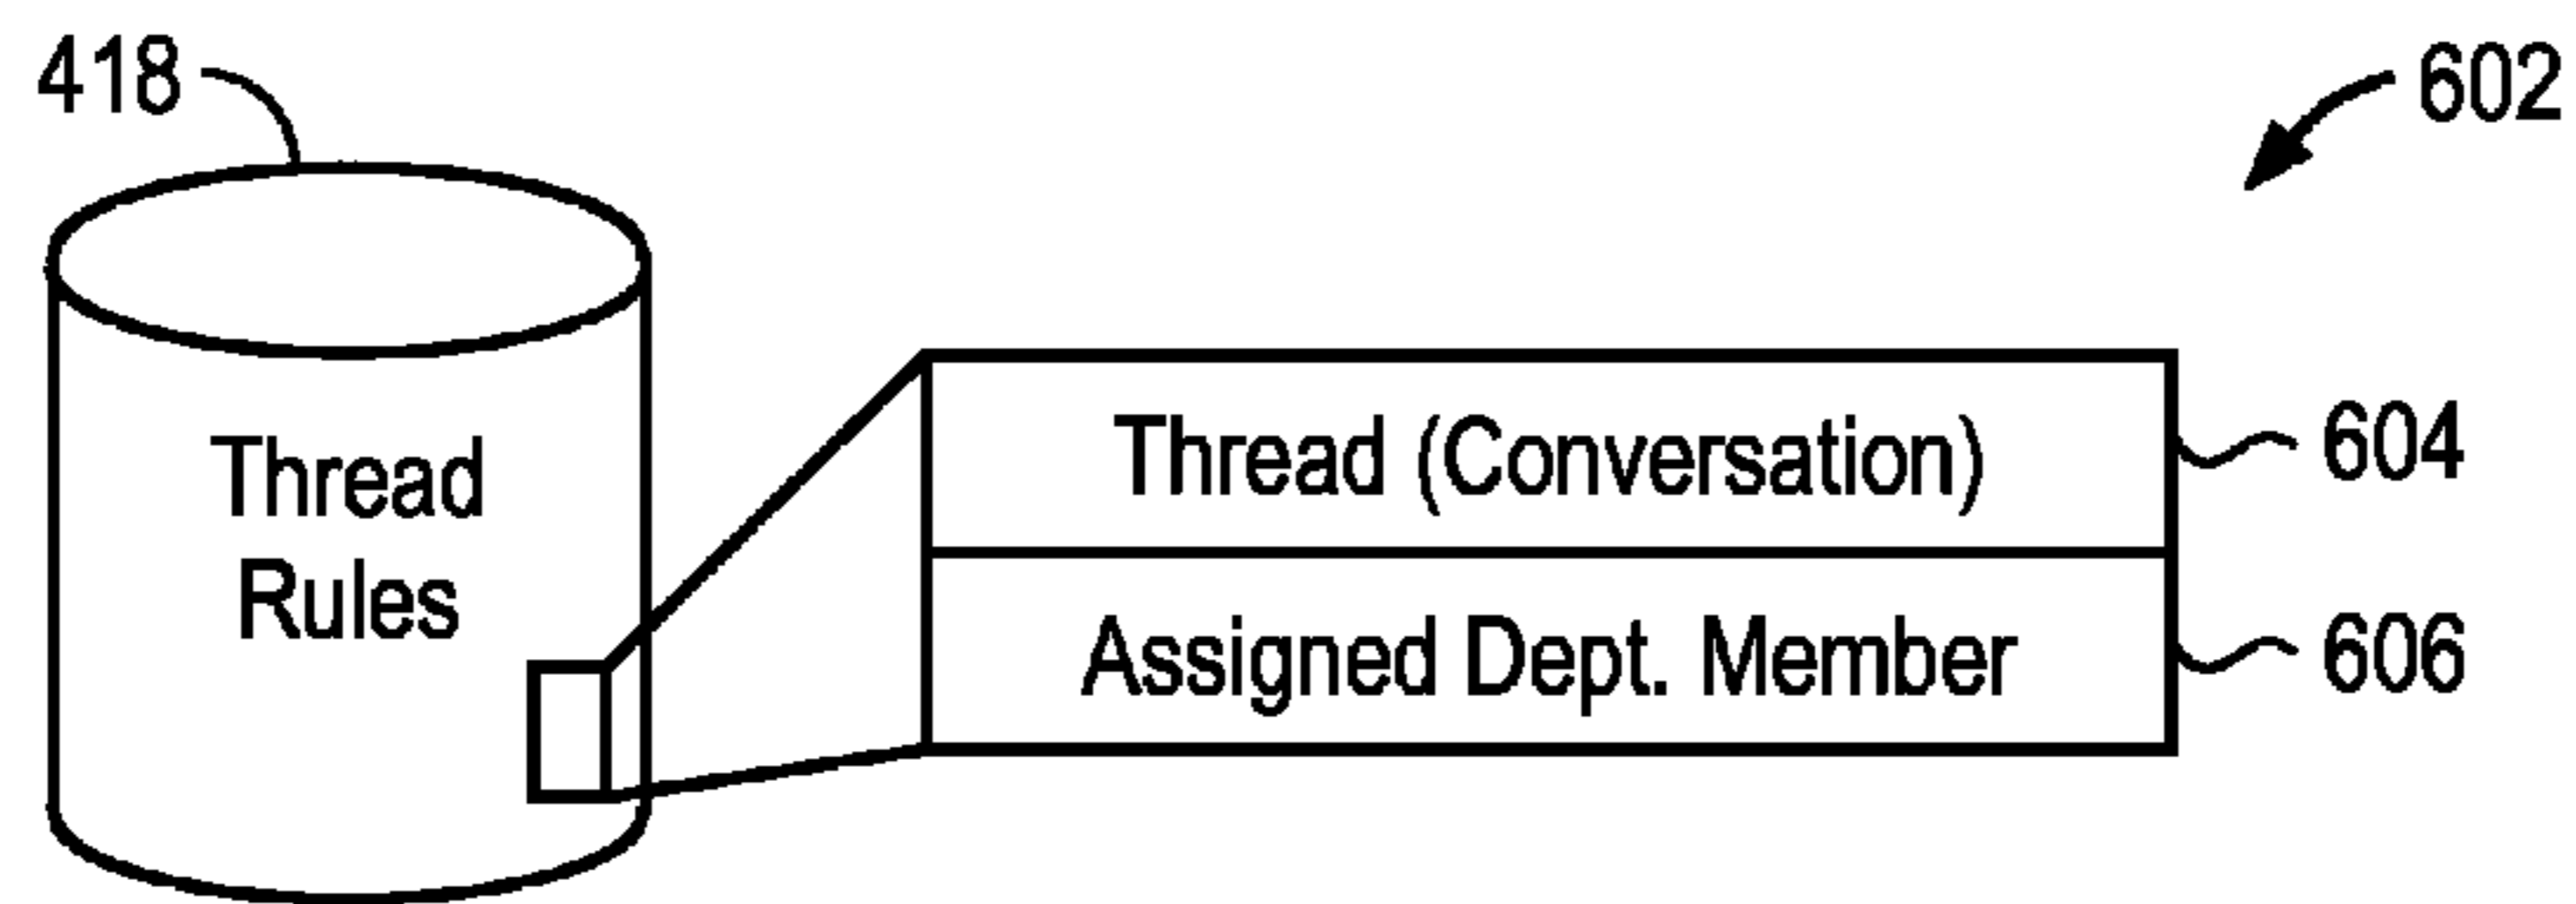 418
602
Thread
Rules
Thread (Conversation)
604
Assigned Dept. Member
606